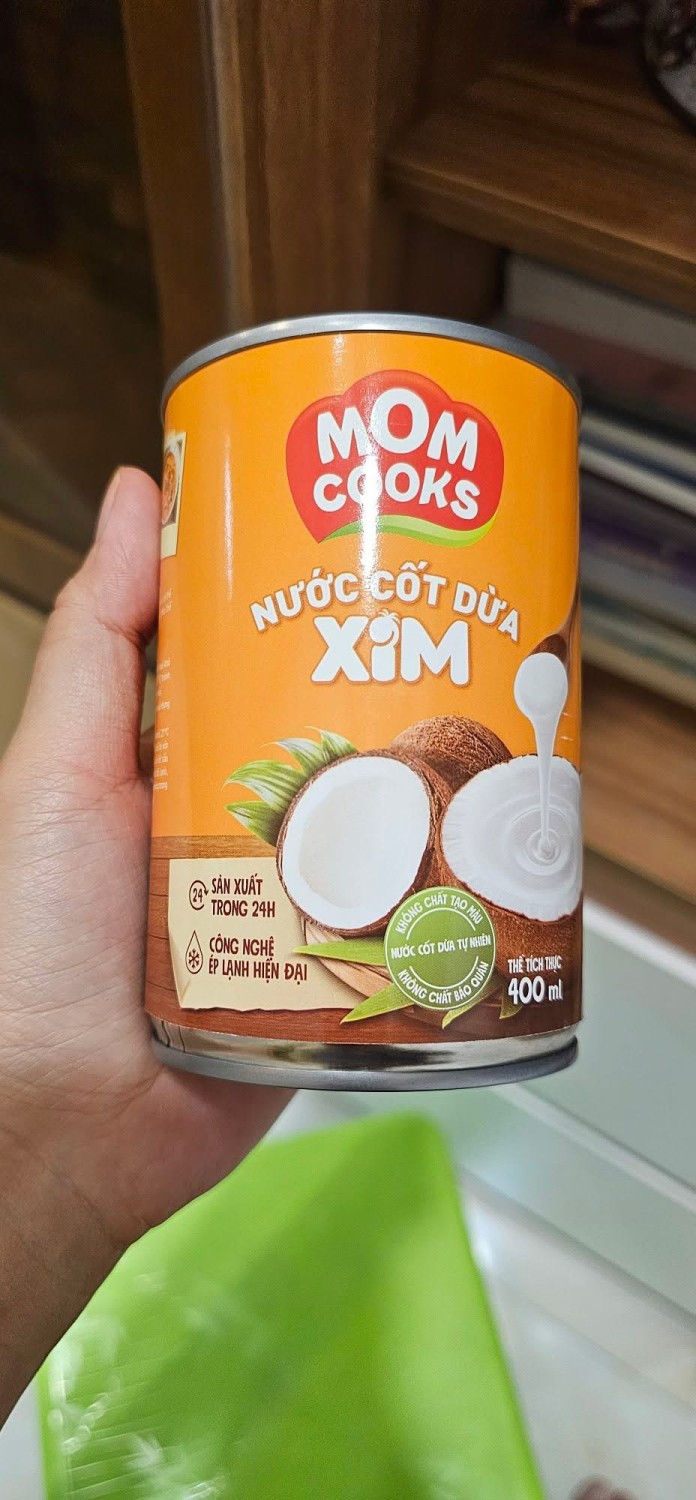 MOM
COOKS
NƯỚC CỐT DỪA
XIM
24
SẢN XUẤT
TRONG 24H
CÔNG NGHỆ
ÉP LẠNH HIỆN ĐẠI
KHÔNG CHẤT TẠO MÀU
NƯỚC CỐT DỪA TỰ NHIÊN
KHÔNG CHẤT BẢO QUẢN
THỂ TÍCH THỰC
400 ml